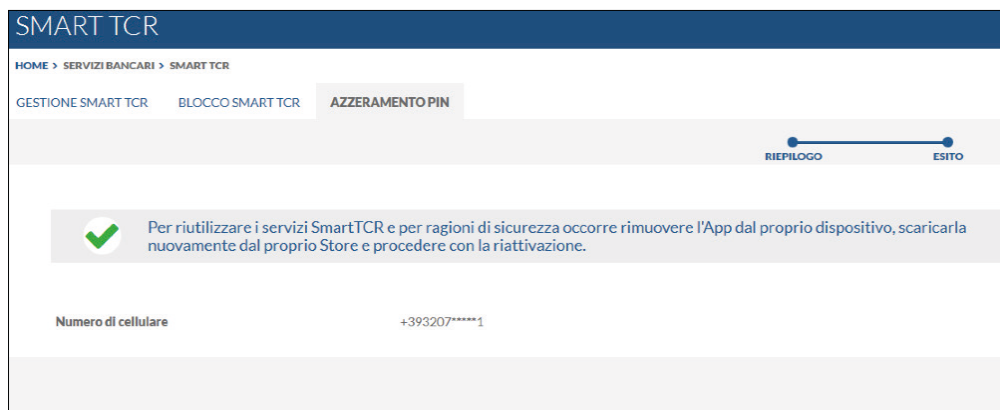 SMART TCR
HOME > SERVIZI BANCARI > SMART TCR
GESTIONE SMART TCR BLOCCO SMART TCR AZZERAMENTO PIN
RIEPILOGO ESITO
Per riutilizzare i servizi SmartTCR e per ragioni di sicurezza occorre rimuovere l'App dal proprio dispositivo, scaricarla
nuovamente dal proprio Store e procedere con la riattivazione.
Numero di cellulare +393207*****1